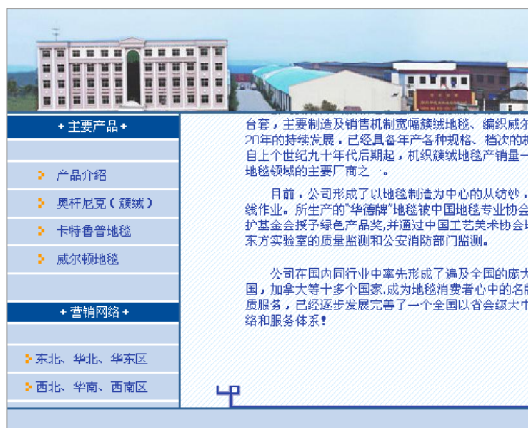 +主要产品+
产品介绍
奥杯尼克(簇绒)
卡特鲁普地毯
威尔顿地毯
+营销网络+
东北、华北、华东区
西北、华南、西南区
台套，主要制造及销售机制宽幅簇绒地毯、编织威尔
20年的持续发展，已经具备年产各种规格、档次的
自上个世纪九十年代后期起，机织簇绒地毯产销量一
地毯领域的主要厂商之一。
目前，公司形成了以地毯制造为中心的从纺纱，
线作业。所生产的“华德牌”地毯被中国地毯专业协会
护基金会授予绿色产品奖,并通过中国工艺美术协会
东方实验室的质量监测和公安消防部门监测。
公司在国内同行业中率先形成了遍及全国的庞大
国，加拿大等十多个国家.成为地毯消费者心中的名
质服务，已经逐步发展完善了一个全国以省会级大中
络和服务体系!